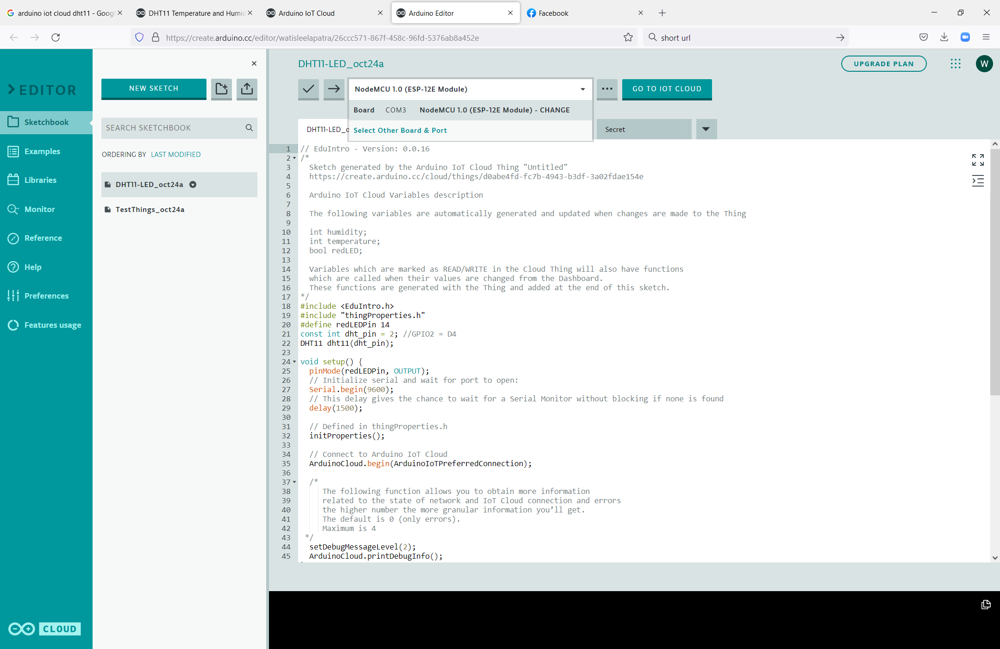 arduino iot cloud dht11 - Goog
DHT11 Temperature and Humid
Arduino IoT Cloud
Arduino Editor
Facebook
https://create.arduino.cc/editor/watisleelapatra/26ccc571-867f-458c-96fd-5376ab8a452e
short url
DHT11-LED_oct24a
UPGRADE PLAN
W
EDITOR
NEW SKETCH
NodeMCU 1.0 (ESP-12E Module)
GO TO IOT CLOUD
Board COM3 NodeMCU 1.0 (ESP-12E Module) - CHANGE
Select Other Board & Port
DHT11-LED_o
Secret
Sketchbook
Examples
Libraries
Monitor
Reference
Help
Preferences
Features usage
CLOUD
SEARCH SKETCHBOOK
ORDERING BY LAST MODIFIED
DHT11-LED_oct24a
TestThings_oct24a
1 // EduIntro - Version: 0.0.16
2 /*
3 Sketch generated by the Arduino IoT Cloud Thing "Untitled"
4 https://create.arduino.cc/cloud/things/d0abe4fd-fc7b-4943-b3df-3a02fdae154e
5
6 Arduino IoT Cloud Variables description
7
8 The following variables are automatically generated and updated when changes are made to the Thing
9
10 int humidity;
11 int temperature;
12 bool redLED;
13
14 Variables which are marked as READ/WRITE in the Cloud Thing will also have functions
15 which are called when their values are changed from the Dashboard.
16 These functions are generated with the Thing and added at the end of this sketch.
17 */
18 #include <EduIntro.h>
19 #include "thingProperties.h"
20 #define redLEDPin 14
21 const int dht_pin = 2; //GPIO2 = D4
22 DHT11 dht11(dht_pin);
23
24 void setup() {
25 pinMode(redLEDPin, OUTPUT);
26 // Initialize serial and wait for port to open:
27 Serial.begin(9600);
28 // This delay gives the chance to wait for a Serial Monitor without blocking if none is found
29 delay(1500);
30
31 // Defined in thingProperties.h
32 initProperties();
33
34 // Connect to Arduino IoT Cloud
35 ArduinoCloud.begin(ArduinoIoTPreferredConnection);
36
37 /*
38 The following function allows you to obtain more information
39 related to the state of network and IoT Cloud connection and errors
40 the higher number the more granular information you’ll get.
41 The default is 0 (only errors).
42 Maximum is 4
43 */
44 setDebugMessageLevel(2);
45 ArduinoCloud.printDebugInfo();